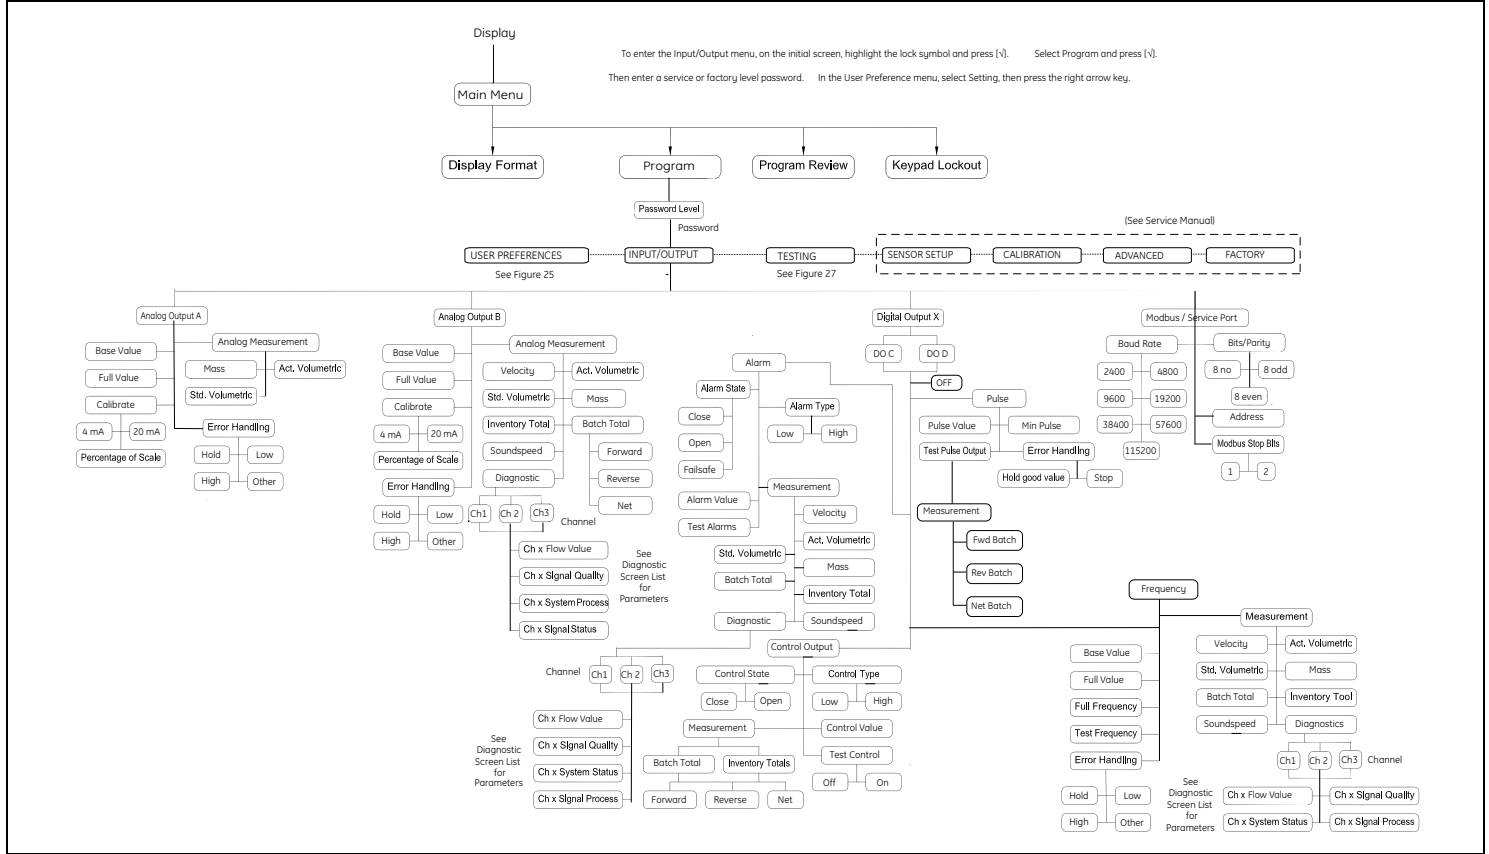 Display
To enter the Input/Output menu, on the initial screen, highlight the lock symbol and press [√]. Select Program and press [√].
Then enter a service or factory level password. In the User Preference menu, select Setting, then press the right arrow key.
Main Menu
Display Format
Program
Program Review
Keypad Lockout
Password Level
Password
(See Service Manual)
USER PREFERENCES
INPUT/OUTPUT
TESTING
SENSOR SETUP
CALIBRATION
ADVANCED
FACTORY
See Figure 25
See Figure 27
Analog Output A
Base Value
Full Value
Calibrate
4 mA
20 mA
Percentage of Scale
Analog Measurement
Mass
Act. Volumetric
Std. Volumetric
Error Handling
Hold
Low
High
Other
Analog Output B
Base Value
Full Value
Calibrate
4 mA
20 mA
Percentage of Scale
Error Handling
Hold
Low
High
Other
Analog Measurement
Velocity
Act. Volumetric
Std. Volumetric
Mass
Inventory Total
Batch Total
Soundspeed
Forward
Diagnostic
Reverse
Net
Ch1
Ch 2
Ch3
Channel
Ch x Flow Value
Ch x Signal Quality
Ch x System Process
Ch x Signal Status
See
Diagnostic
Screen List
for
Parameters
Digital Output X
DO C
DO D
OFF
Alarm
Alarm State
Close
Open
Failsafe
Alarm Type
Low
High
Alarm Value
Test Alarms
Measurement
Velocity
Act. Volumetric
Std. Volumetric
Mass
Batch Total
Inventory Total
Diagnostic
Soundspeed
Channel
Ch1
Ch 2
Ch3
Ch x Flow Value
Ch x Signal Quality
Ch x System Status
Ch x Signal Process
See
Diagnostic
Screen List
for
Parameters
Control Output
Control State
Control Type
Close
Open
Low
High
Measurement
Control Value
Batch Total
Inventory Totals
Test Control
Off
On
Forward
Reverse
Net
Pulse
Pulse Value
Min Pulse
Test Pulse Output
Error Handling
Hold good value
Stop
Measurement
Fwd Batch
Rev Batch
Net Batch
Modbus / Service Port
Baud Rate
Bits/Parity
2400
4800
8 no
8 odd
9600
19200
8 even
38400
57600
Address
115200
Modbus Stop Bits
1
2
Frequency
Base Value
Full Value
Full Frequency
Test Frequency
Error Handling
Hold
Low
High
Other
Measurement
Velocity
Act. Volumetric
Std. Volumetric
Mass
Batch Total
Inventory Tool
Soundspeed
Diagnostics
Ch1
Ch 2
Ch3
Channel
See
Diagnostic
Screen List
for
Parameters
Ch x Flow Value
Ch x Signal Quality
Ch x System Status
Ch x Signal Process